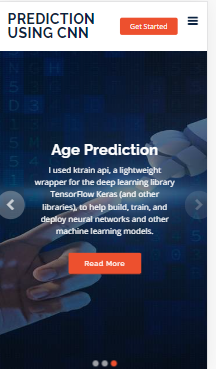 PREDICTION
USING CNN
Get Started
Age Prediction
I used ktrain api, a lightweight
wrapper for the deep learning library
TensorFlow Keras (and other
libraries), to help build, train, and
deploy neural networks and other
machine learning models.
Read More